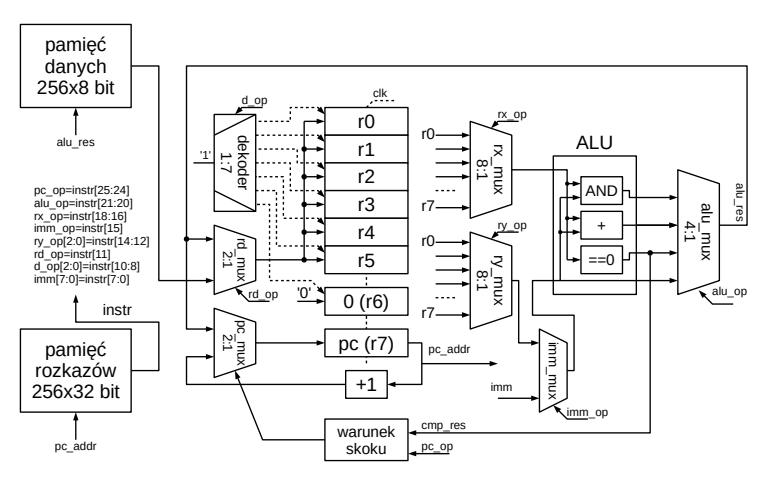 pamięć
danych
256x8 bit
alu_res
pc_op=instr[25:24]
alu_op=instr[21:20]
rx_op=instr[18:16]
imm_op=instr[15]
ry_op[2:0]=instr[14:12]
rd_op=instr[11]
d_op[2:0]=instr[10:8]
imm[7:0]=instr[7:0]
instr
pamięć
rozkazów
256x32 bit
pc_addr
d_op
'1'
dekoder
1:7
rd_mux
2:1
rd_op
pc_mux
2:1
clk
r0
r1
r2
r3
r4
r5
'0'
0 (r6)
pc (r7)
+1
pc_addr
warunek
skoku
cmp_res
pc_op
rx_op
r0
r7
rx_mux
8:1
ry_op
r0
r7
ry_mux
8:1
imm
imm_mux
imm_op
ALU
AND
+
==0
alu_mux
4:1
alu_op
alu_res